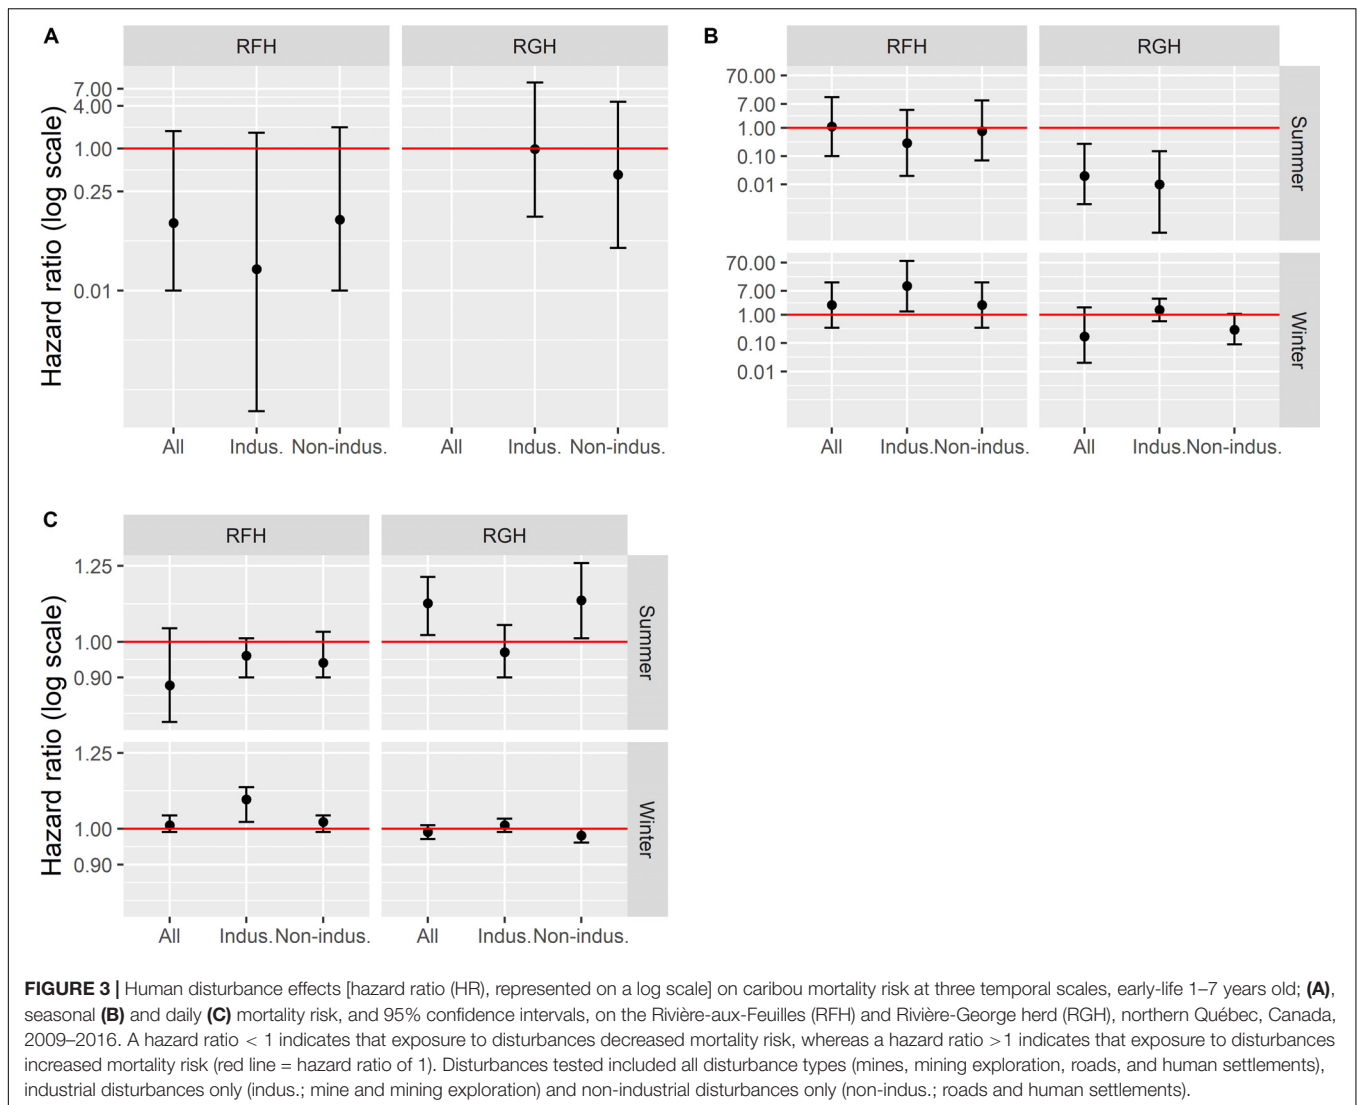 A
RFH
RGH
Hazard ratio (log scale)
7.00
4.00
1.00
0.25
0.01
All
Indus.
Non-indus.
All
Indus.
Non-indus.
B
RFH
RGH
70.00
7.00
1.00
0.10
0.01
Summer
70.00
7.00
1.00
0.10
0.01
Winter
All
Indus.
Non-indus.
All
Indus.
Non-indus.
C
RFH
RGH
Hazard ratio (log scale)
1.25
1.00
0.90
Summer
1.25
1.00
0.90
Winter
All
Indus.
Non-indus.
All
Indus.
Non-indus.
FIGURE 3 | Human disturbance effects [hazard ratio (HR), represented on a log scale] on caribou mortality risk at three temporal scales, early-life 1–7 years old; (A),
seasonal (B) and daily (C) mortality risk, and 95% confidence intervals, on the Rivière-aux-Feuilles (RFH) and Rivière-George herd (RGH), northern Québec, Canada,
2009–2016. A hazard ratio < 1 indicates that exposure to disturbances decreased mortality risk, whereas a hazard ratio >1 indicates that exposure to disturbances
increased mortality risk (red line = hazard ratio of 1). Disturbances tested included all disturbance types (mines, mining exploration, roads, and human settlements),
industrial disturbances only (indus.; mine and mining exploration) and non-industrial disturbances only (non-indus.; roads and human settlements).